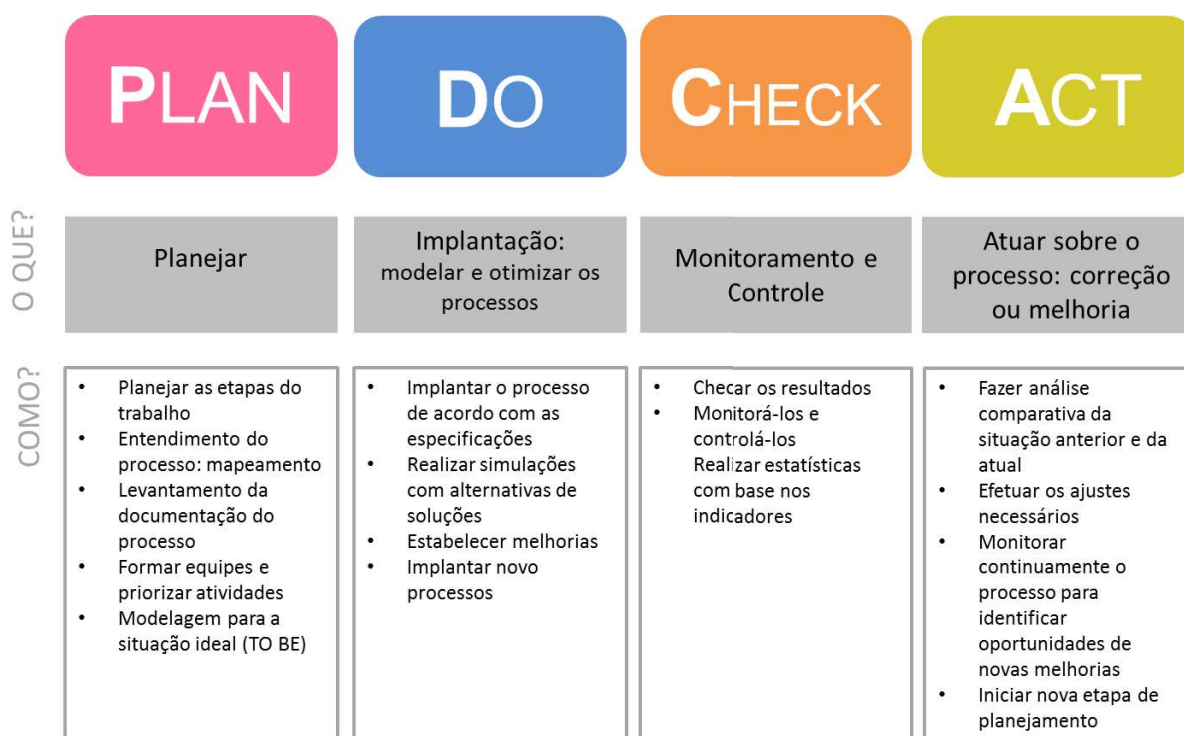 PLAN
DO
CHECK
ACT
O QUE?
Planejar
Implantação:
modelar e otimizar os
processos
Monitoramento e
Controle
Atuar sobre o
processo: correção
ou melhoria
COMO?
• Planejar as etapas do
trabalho
• Entendimento do
processo: mapeamento
• Levantamento da
documentação do
processo
• Formar equipes e
priorizar atividades
• Modelagem para a
situação ideal (TO BE)
• Implantar o processo
de acordo com as
especificações
• Realizar simulações
com alternativas de
soluções
• Estabelecer melhorias
• Implantar novo
processos
• Checar os resultados
• Monitorá-los e
controlá-los
Realizar estatísticas
com base nos
indicadores
• Fazer análise
comparativa da
situação anterior e da
atual
• Efetuar os ajustes
necessários
• Monitorar
continuamente o
processo para
identificar
oportunidades de
novas melhorias
• Iniciar nova etapa de
planejamento